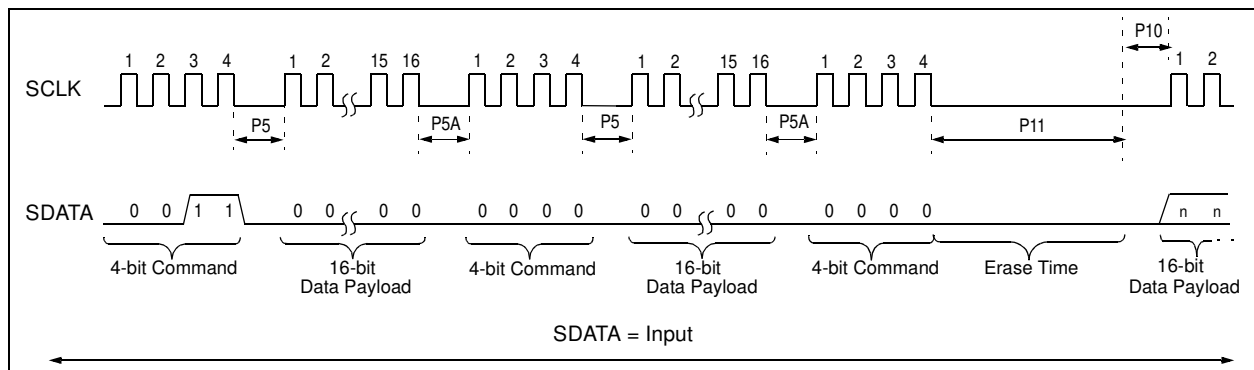 P10
1 2 3 4 1 2 15 16 1 2 3 4 1 2 15 16 1 2 3 4 1 2
SCLK
P5 P5A P5 P5A P11
SDATA 0 0 1 1 0 0 0 0 0 0 0 0 0 0 0 0 0 0 0 0 n n
4-bit Command 16-bit 4-bit Command 16-bit 4-bit Command Erase Time 16-bit
Data Payload Data Payload Data Payload
SDATA = Input